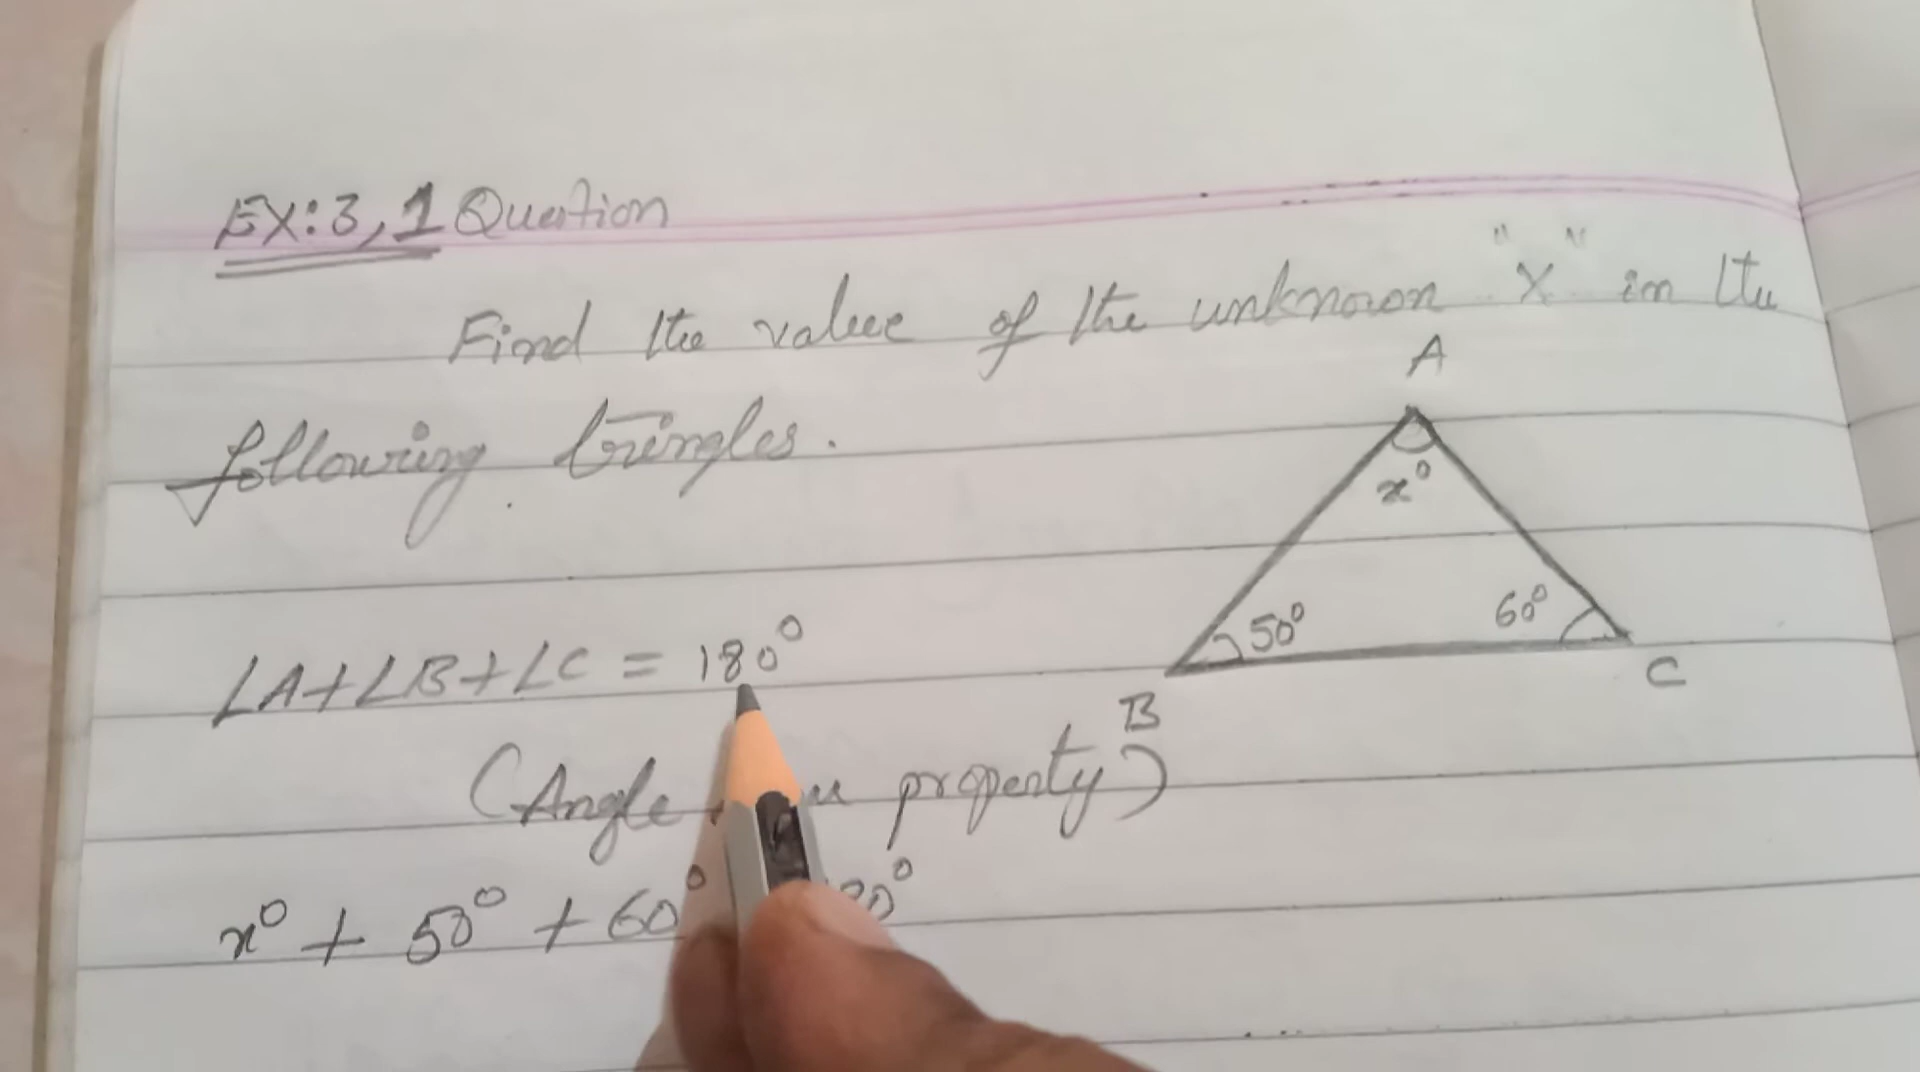 EX: 3,1 Question
Find the value of the unknown "X" in the
following tringles.
A
x°
50°
60°
B
C
∠A+∠B+∠C = 180°
(Angle property)
x° + 50° + 60°